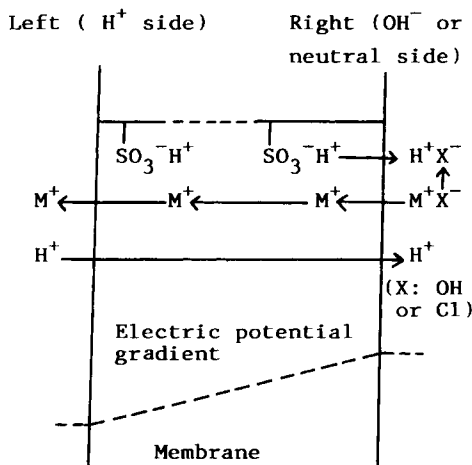 Left ( H⁺ side) Right (OH⁻ or
neutral side)
SO₃⁻H⁺ SO₃⁻H⁺ H⁺X⁻
M⁺ M⁺ M⁺ M⁺X⁻
H⁺ H⁺
(X: OH
or Cl)
Electric potential
gradient
Membrane